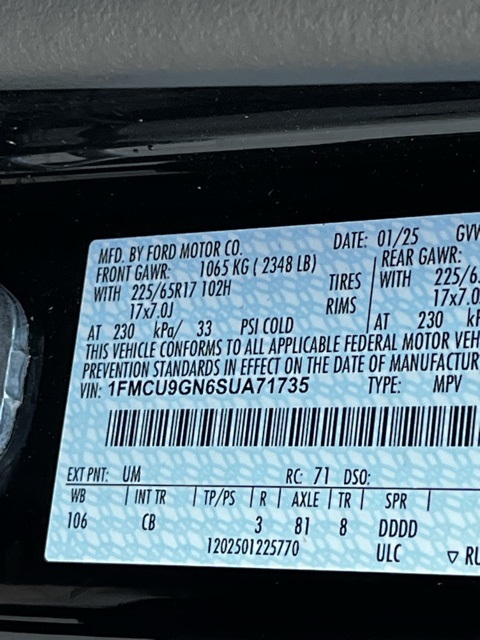 MFD. BY FORD MOTOR CO.
DATE: 01/25
FRONT GAWR: 1065 KG ( 2348 LB)
REAR GAWR:
WITH 225/65R17 102H TIRES
WITH
17x7.0J RIMS
AT 230 kPa/ 33 PSI COLD
AT 230
THIS VEHICLE CONFORMS TO ALL APPLICABLE FEDERAL MOTOR
PREVENTION STANDARDS IN EFFECT ON THE DATE OF
VIN: 1FMCU9GN6SUA71735 TYPE: MPV
EXT PNT: UM RC: 71 DSO:
WB INT TR TP/PS R AXLE TR SPR
106 CB 3 81 8 DDDD
1202501225770 ULC